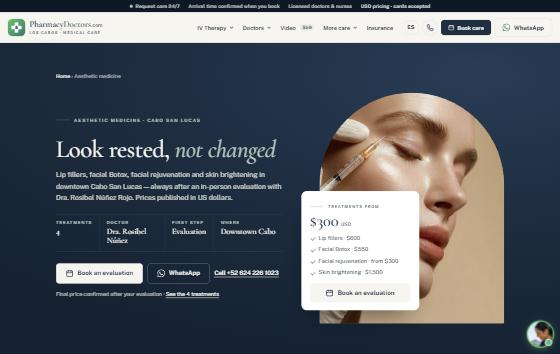 Request care 24/7 Arrival time confirmed when you book Licensed doctors & nurses USD pricing · cards accepted
PharmacyDoctors.com
LOS CABOS · MEDICAL CARE
IV Therapy Doctors Video $69 More care Insurance ES Book care WhatsApp
Home › Aesthetic medicine
AESTHETIC MEDICINE · CABO SAN LUCAS
Look rested, not changed
Lip fillers, facial Botox, facial rejuvenation and skin brightening in
downtown Cabo San Lucas — always after an in-person evaluation with
Dra. Rosibel Núñez Rojo. Prices published in US dollars.
TREATMENTS DOCTOR FIRST STEP WHERE
4 Dra. Rosibel Evaluation Downtown Cabo
Núñez
Book an evaluation WhatsApp Call +52 624 226 1023
Final price confirmed after your evaluation · See the 4 treatments
TREATMENTS FROM
$300 USD
Lip fillers · $600
Facial Botox · $550
Facial rejuvenation · from $300
Skin brightening · $1,500
Book an evaluation